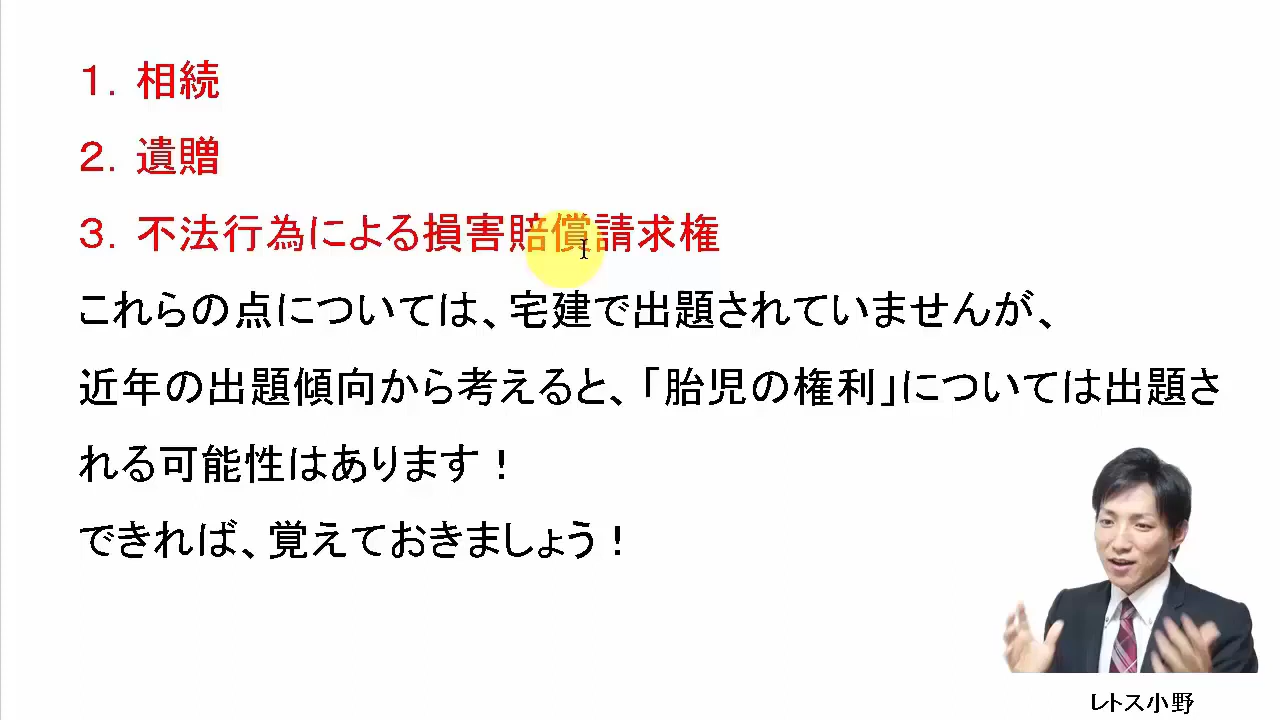 １．相続
２．遺贈
３．不法行為による損害賠償請求権
これらの点については、宅建で出題されていませんが、
近年の出題傾向から考えると、「胎児の権利」については出題さ
れる可能性はあります！
できれば、覚えておきましょう！
レトス小野